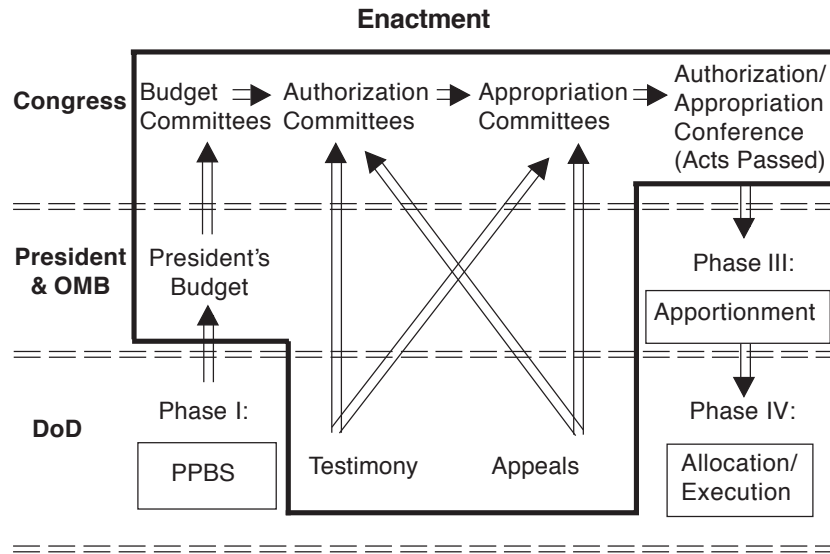 Enactment
Congress
Budget
Committees
Authorization
Committees
Appropriation
Committees
Authorization/
Appropriation
Conference
(Acts Passed)
President
& OMB
President's
Budget
Phase III:
Apportionment
DoD
Phase I:
PPBS
Testimony
Appeals
Phase IV:
Allocation/
Execution